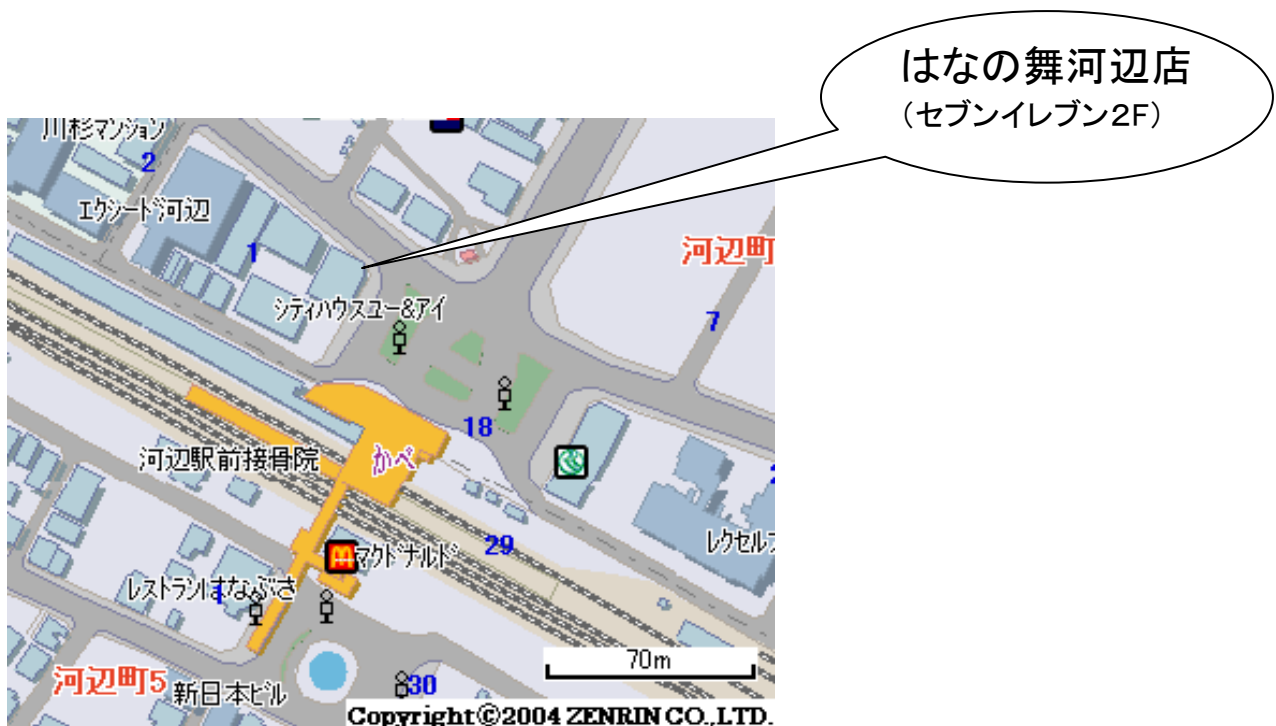 はなの舞河辺店
（セブンイレブン２F）
川杉マンション
2
エクシード河辺
1
河辺町
シティハウスユー&アイ
7
18
河辺駅前接骨院
かべ
29
マクドナルド
レクセルプ
レストランはなぶさ
1
70m
河辺町5
新日本ビル
30
Copyright©2004 ZENRIN CO.,LTD.